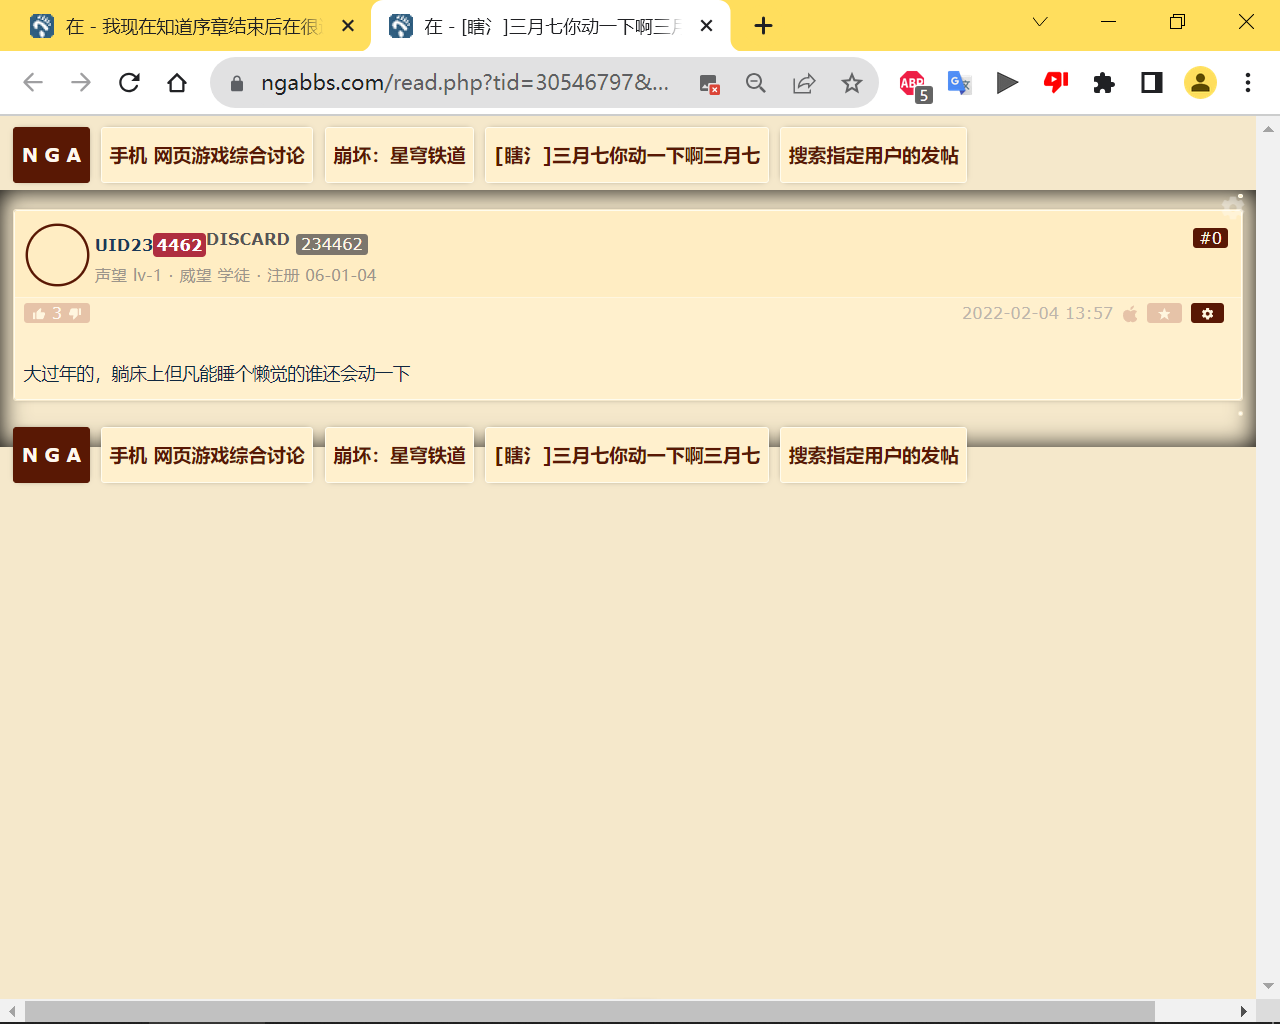 在 - 我现在知道序章结束后在很
在 - [瞎氵]三月七你动一下啊三月
ngabbs.com/read.php?tid=30546797&...
ABP
5
N G A
手机 网页游戏综合讨论
崩坏：星穹铁道
[瞎氵]三月七你动一下啊三月七
搜索指定用户的发帖
UID234462 DISCARD 234462
#0
声望 lv-1 · 威望 学徒 · 注册 06-01-04
3
2022-02-04 13:57
大过年的，躺床上但凡能睡个懒觉的谁还会动一下
N G A
手机 网页游戏综合讨论
崩坏：星穹铁道
[瞎氵]三月七你动一下啊三月七
搜索指定用户的发帖